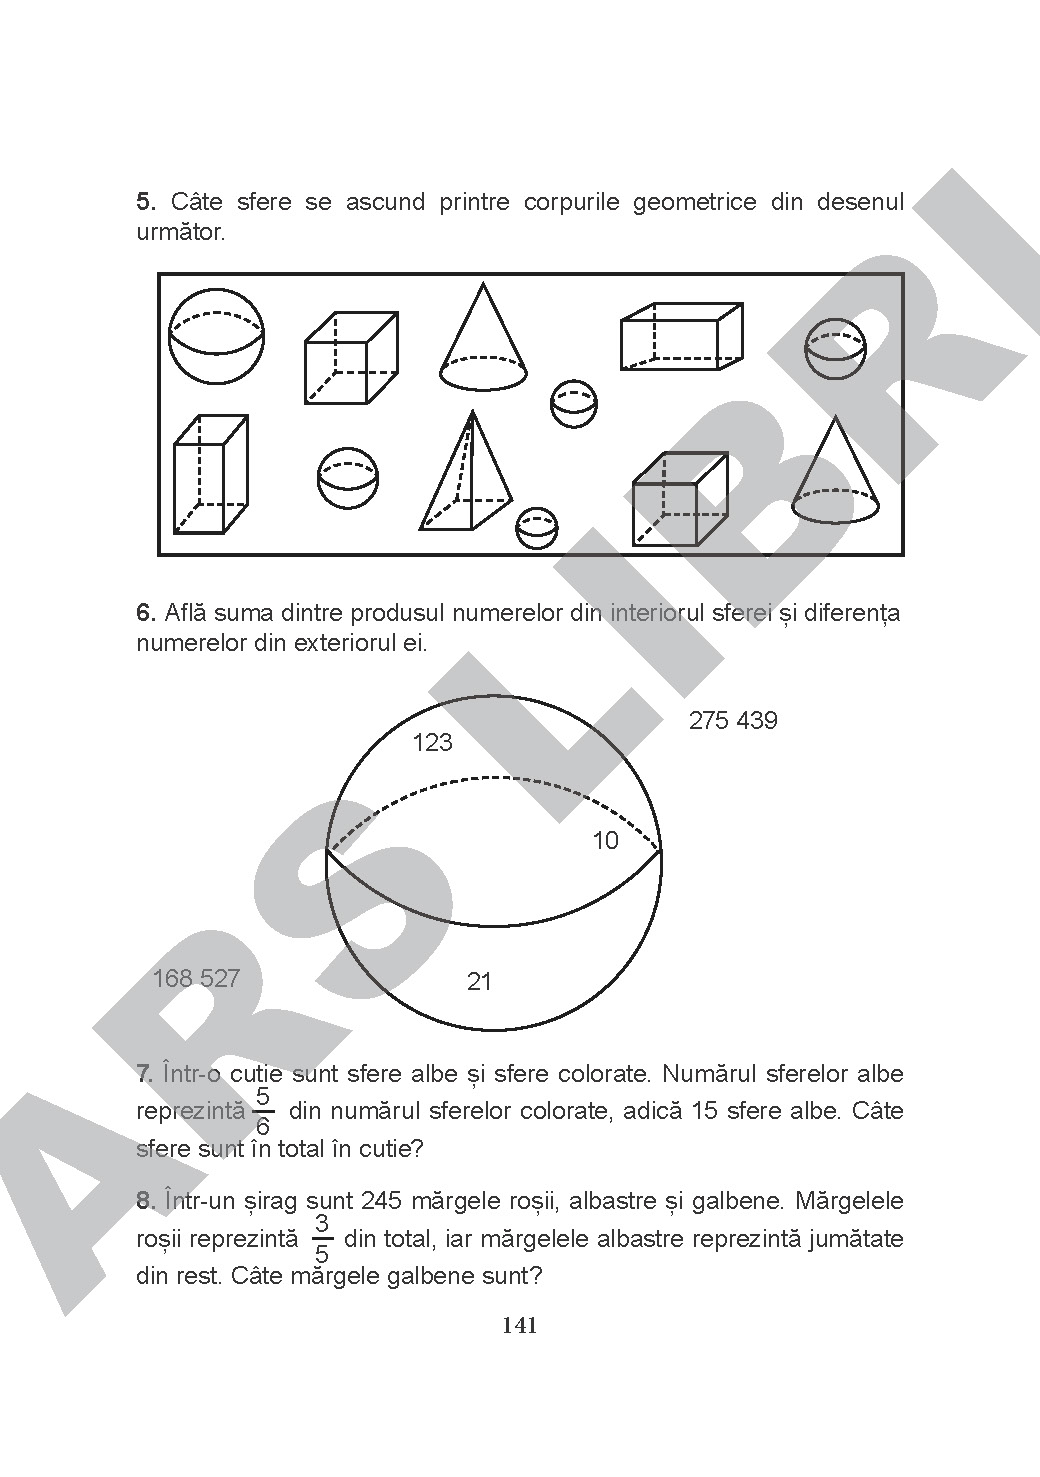 5. Câte sfere se ascund printre corpurile geometrice din desenul
următor.
6. Află suma dintre produsul numerelor din interiorul sferei și diferența
numerelor din exteriorul ei.
275 439
123
10
168 527
21
7. Într-o cutie sunt sfere albe și sfere colorate. Numărul sferelor albe
reprezintă 5/6 din numărul sferelor colorate, adică 15 sfere albe. Câte
sfere sunt în total în cutie?
8. Într-un șirag sunt 245 mărgele roșii, albastre și galbene. Mărgelele
roșii reprezintă 3/5 din total, iar mărgelele albastre reprezintă jumătate
din rest. Câte mărgele galbene sunt?
141
ARS LIBRI